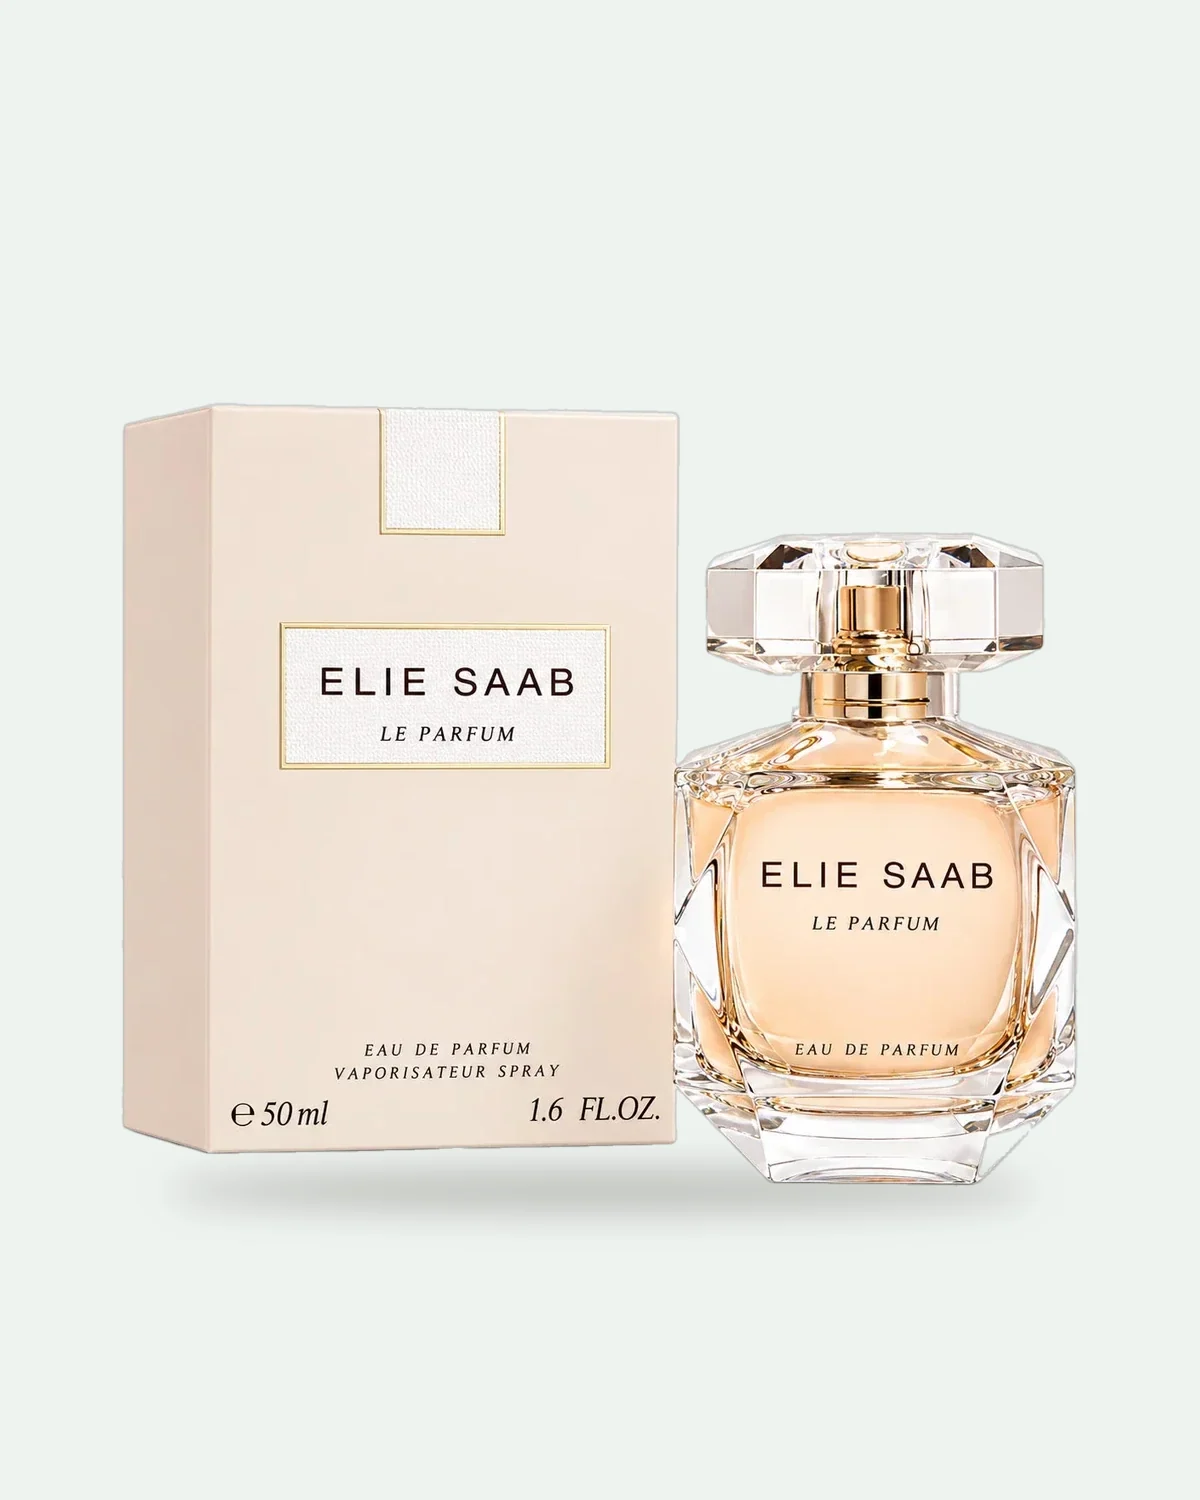 ELIE SAAB
LE PARFUM
EAU DE PARFUM
VAPORISATEUR SPRAY
℮ 50 ml 1.6 FL.OZ.
ELIE SAAB
LE PARFUM
EAU DE PARFUM